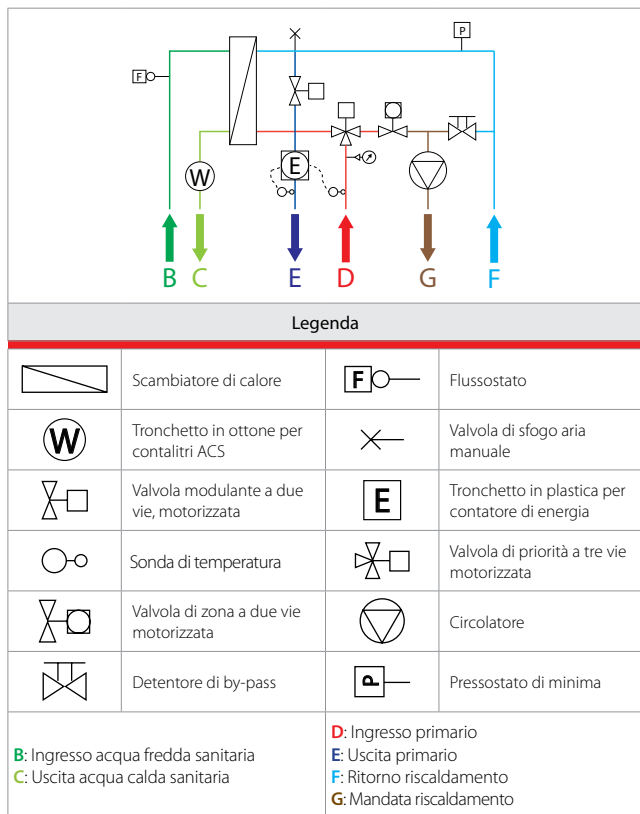 P
F
W
E
B C E D G F
Legenda
Scambiatore di calore
F
Flussostato
W
Tronchetto in ottone per
contalitri ACS
Valvola di sfogo aria
manuale
Valvola modulante a due
vie, motorizzata
E
Tronchetto in plastica per
contatore di energia
Sonda di temperatura
Valvola di priorità a tre vie
motorizzata
Valvola di zona a due vie
motorizzata
Circolatore
Detentore di by-pass
P
Pressostato di minima
B: Ingresso acqua fredda sanitaria
C: Uscita acqua calda sanitaria
D: Ingresso primario
E: Uscita primario
F: Ritorno riscaldamento
G: Mandata riscaldamento